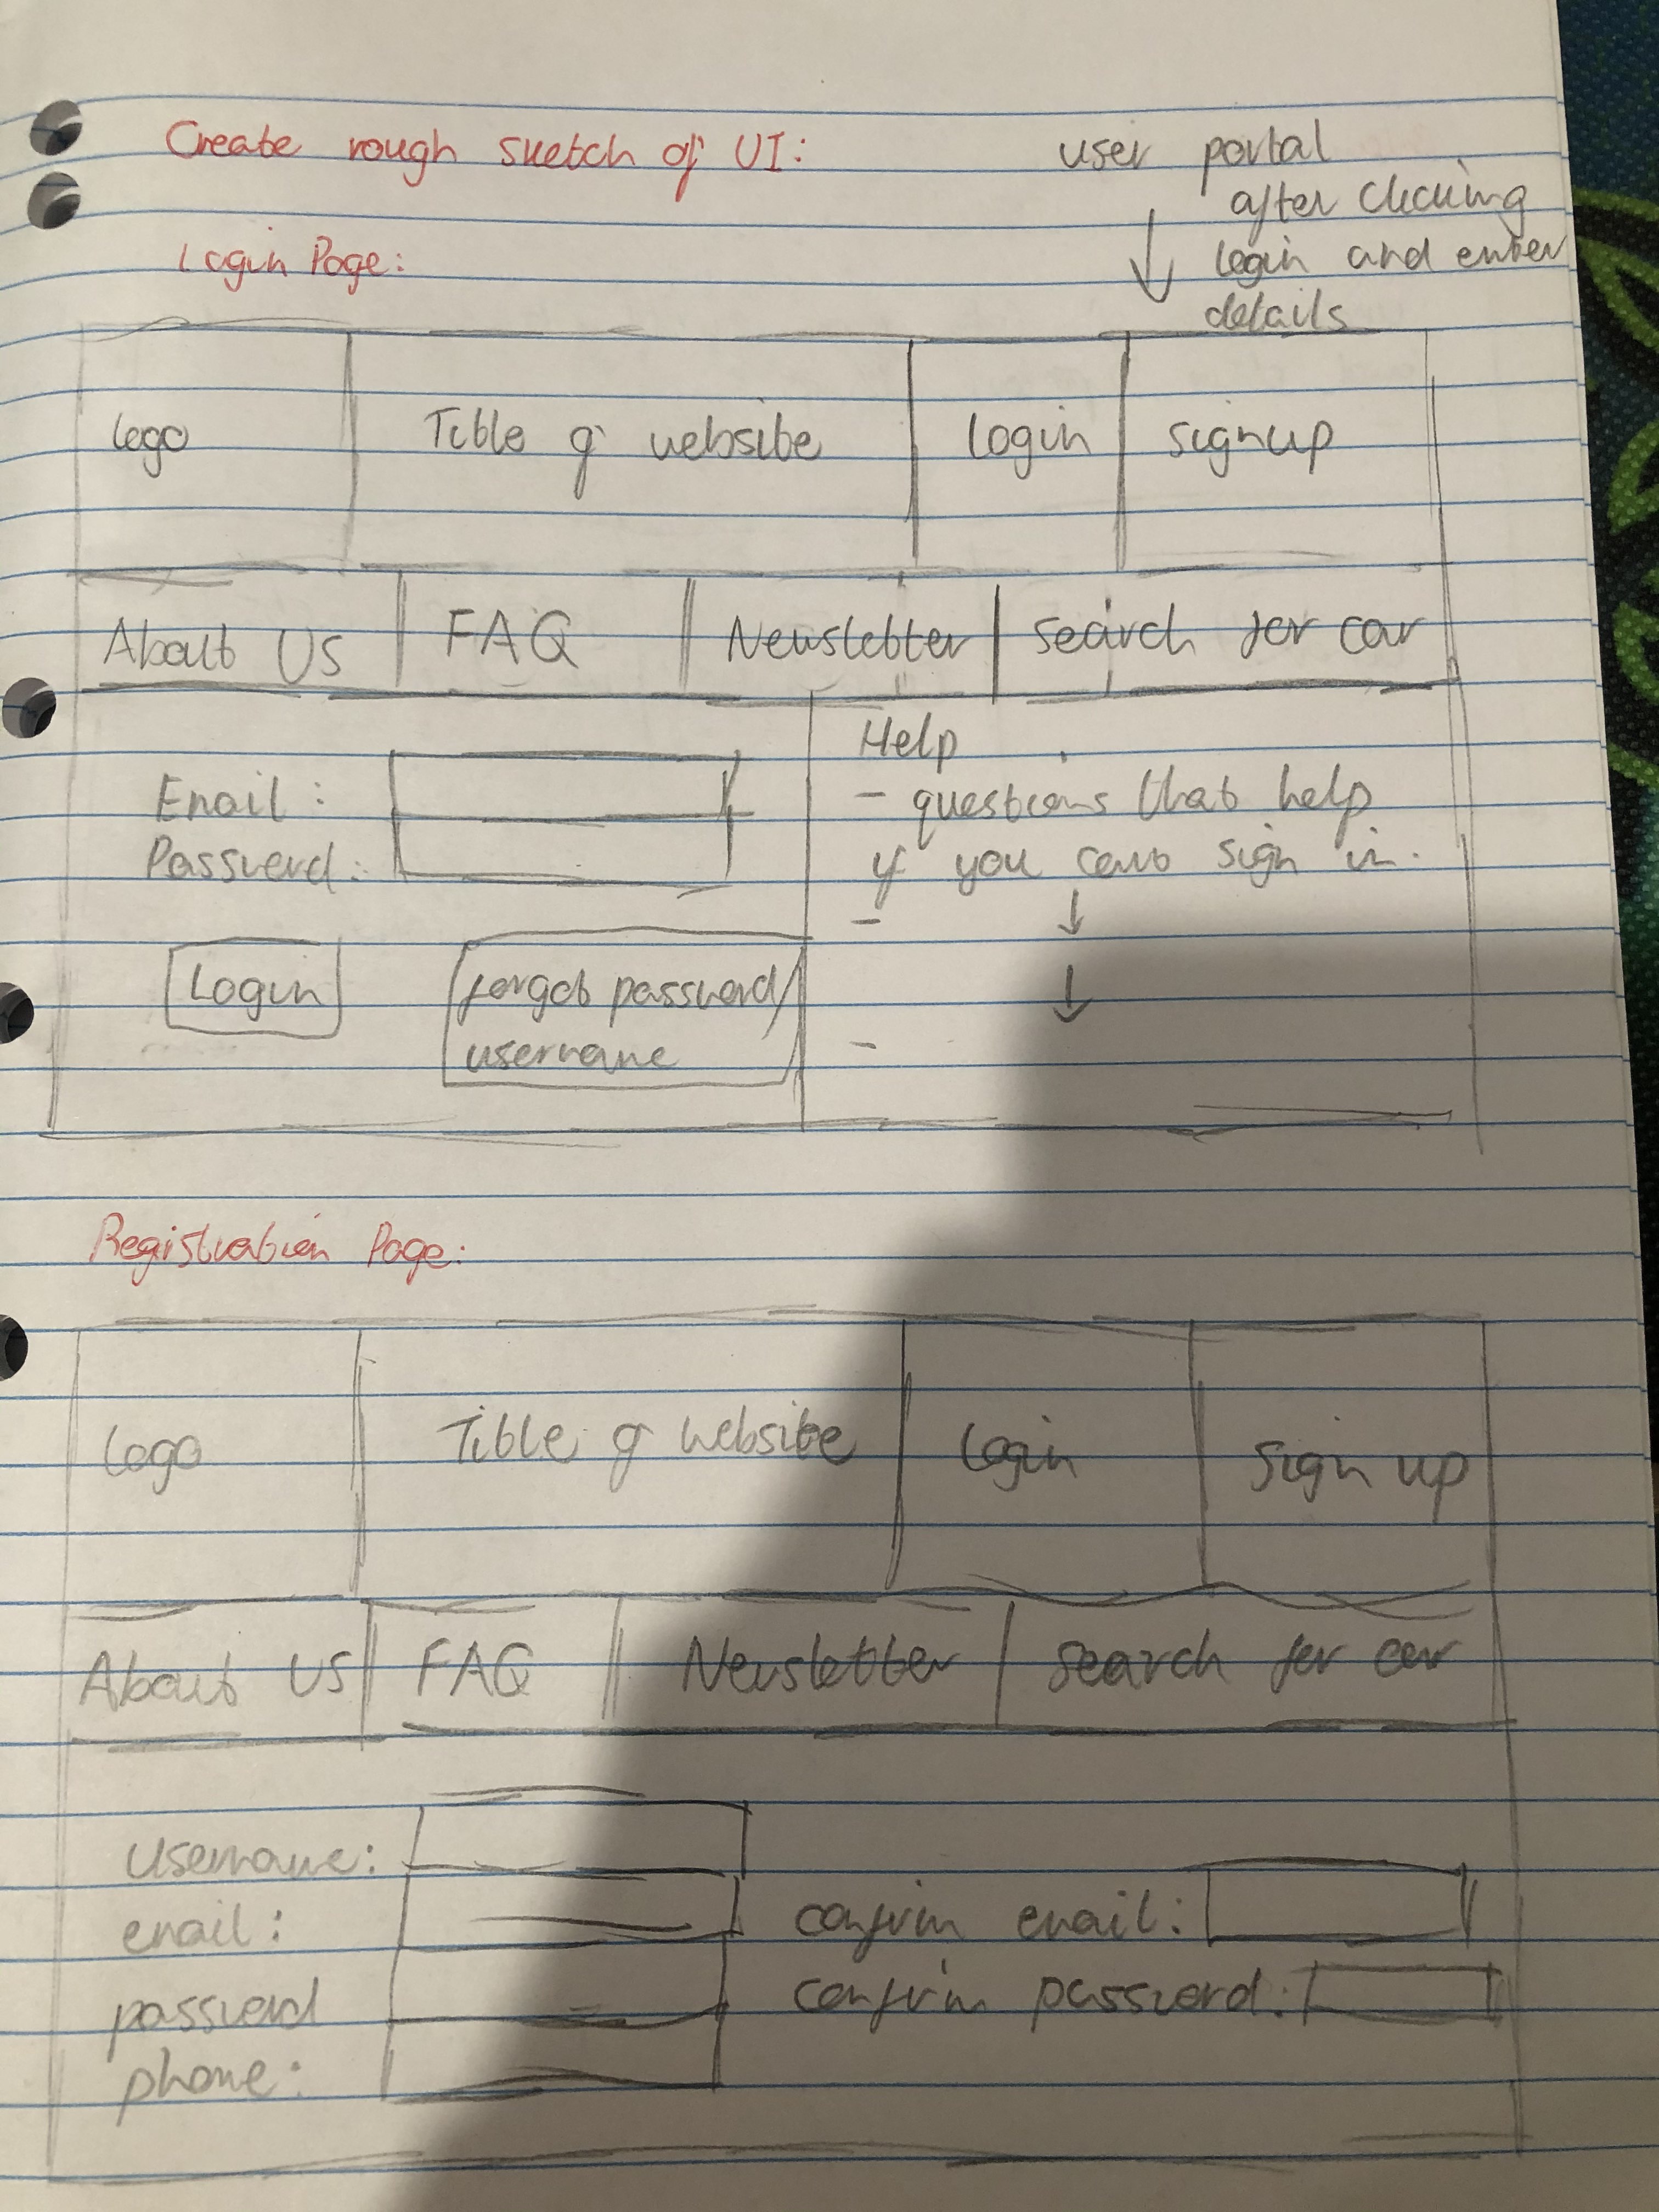 Create rough sketch of UI:
user portal
after clicking
login and enter
details
Login Page:
logo
Title of website
login
signup
About Us
FAQ
Newsletter
search for car
Email:
Password:
Login
forgot password/
username
Help
- questions that help
if you cant sign in.
-
-
Registration Page:
logo
Title of website
login
sign up
About US
FAQ
Newsletter
search for car
username:
email:
confirm email:
password
confirm password:
phone: